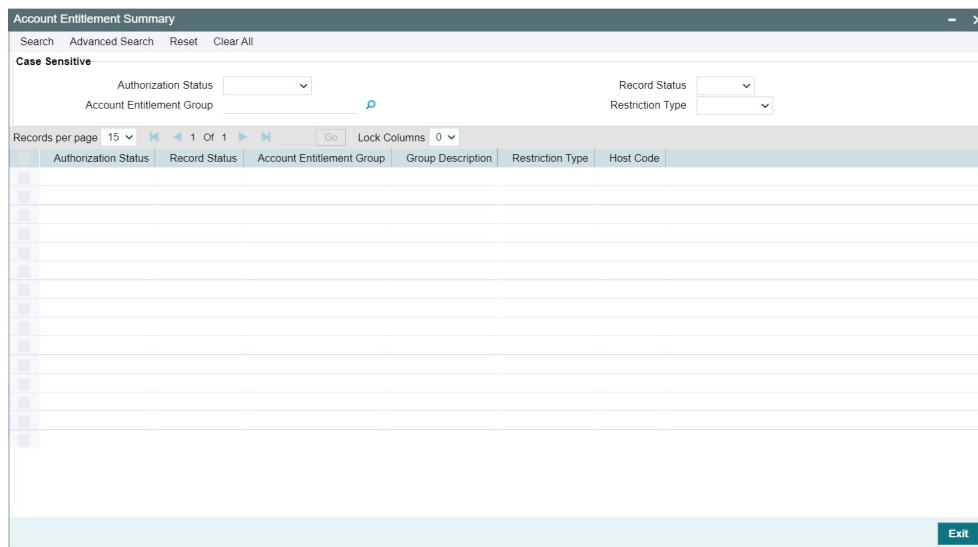 Account Entitlement Summary
Search Advanced Search Reset Clear All
Case Sensitive
Authorization Status Record Status
Account Entitlement Group Restriction Type
Records per page 15 1 Of 1 Go Lock Columns 0
Authorization Status Record Status Account Entitlement Group Group Description Restriction Type Host Code
Exit